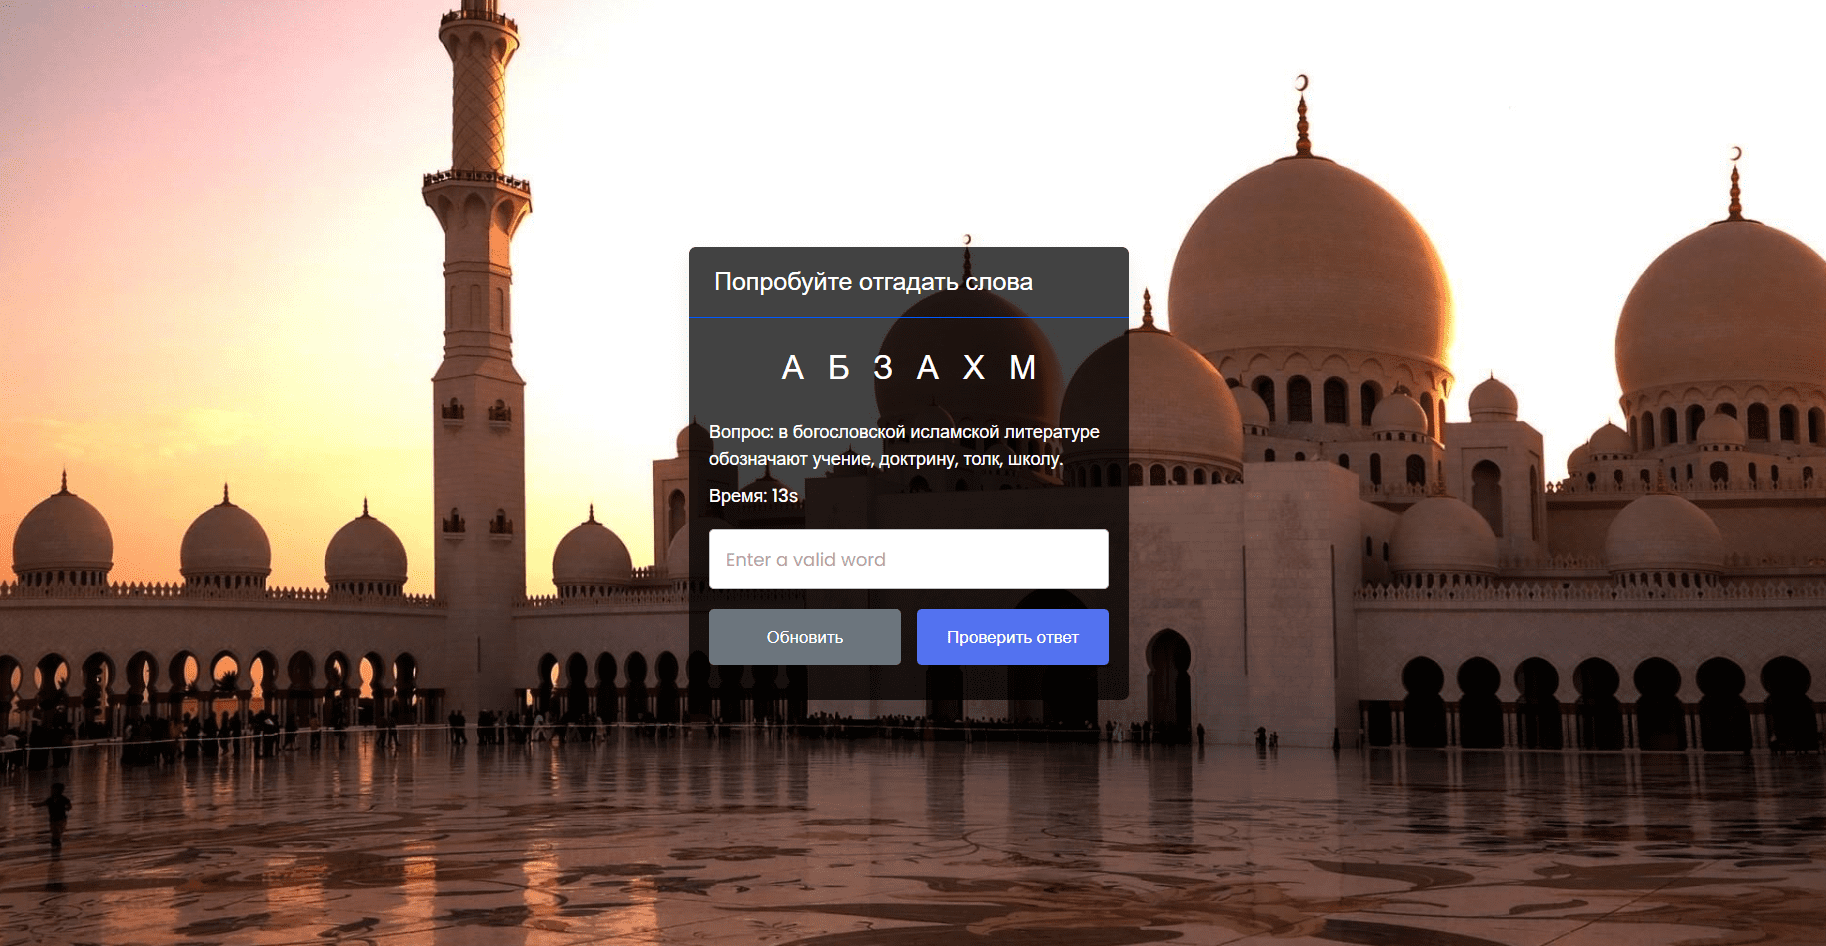 Попробуйте отгадать слова
А Б З А Х М
Вопрос: в богословской исламской литературе
обозначают учение, доктрину, толк, школу.
Время: 13s
Enter a valid word
Обновить
Проверить ответ